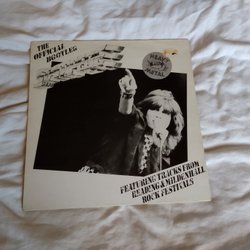 THE
OFFICIAL
BOOTLEG
HEAVY
METAL
FEATURING TRACKS FROM
READING & MILDENHALL
ROCK FESTIVALS